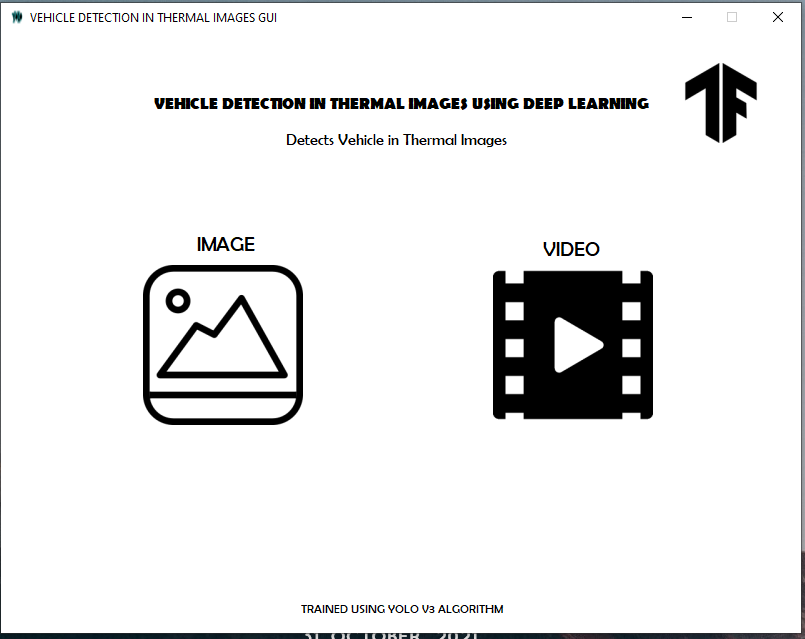 VEHICLE DETECTION IN THERMAL IMAGES GUI
VEHICLE DETECTION IN THERMAL IMAGES USING DEEP LEARNING
Detects Vehicle in Thermal Images
IMAGE
VIDEO
TRAINED USING YOLO V3 ALGORITHM
31 OCTOBER, 2021